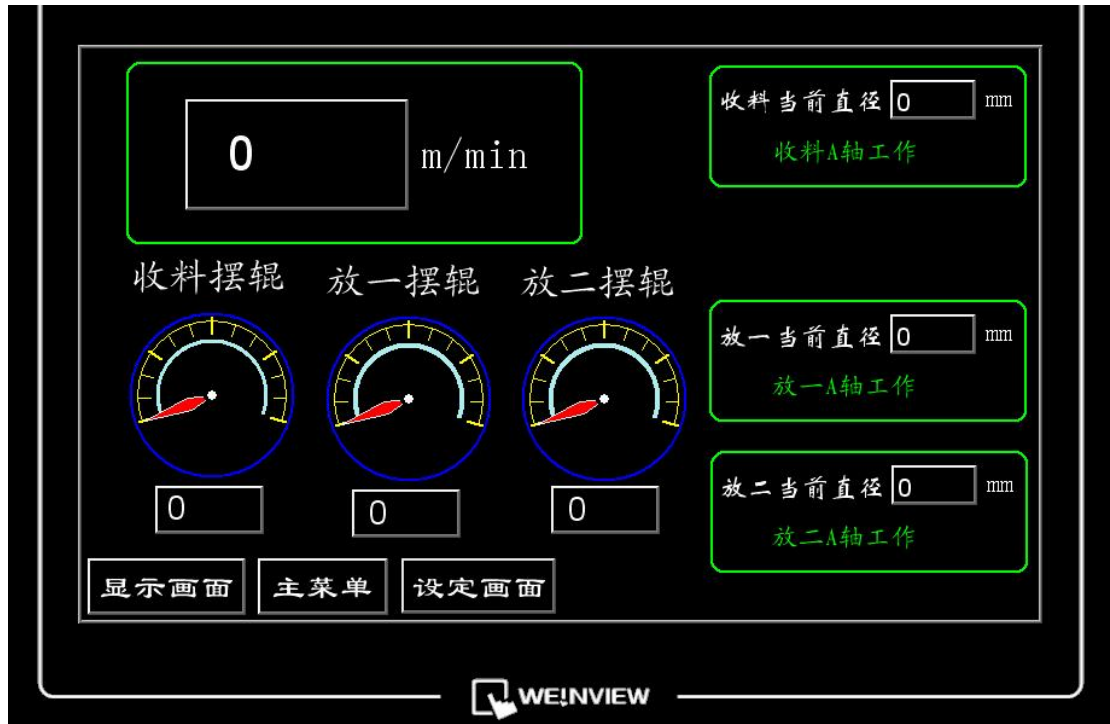 0 m/min
收料当前直径 0 mm
收料A轴工作
收料摆辊 放一摆辊 放二摆辊
0 0 0
放一当前直径 0 mm
放一A轴工作
放二当前直径 0 mm
放二A轴工作
显示画面 主菜单 设定画面
WE!NVIEW